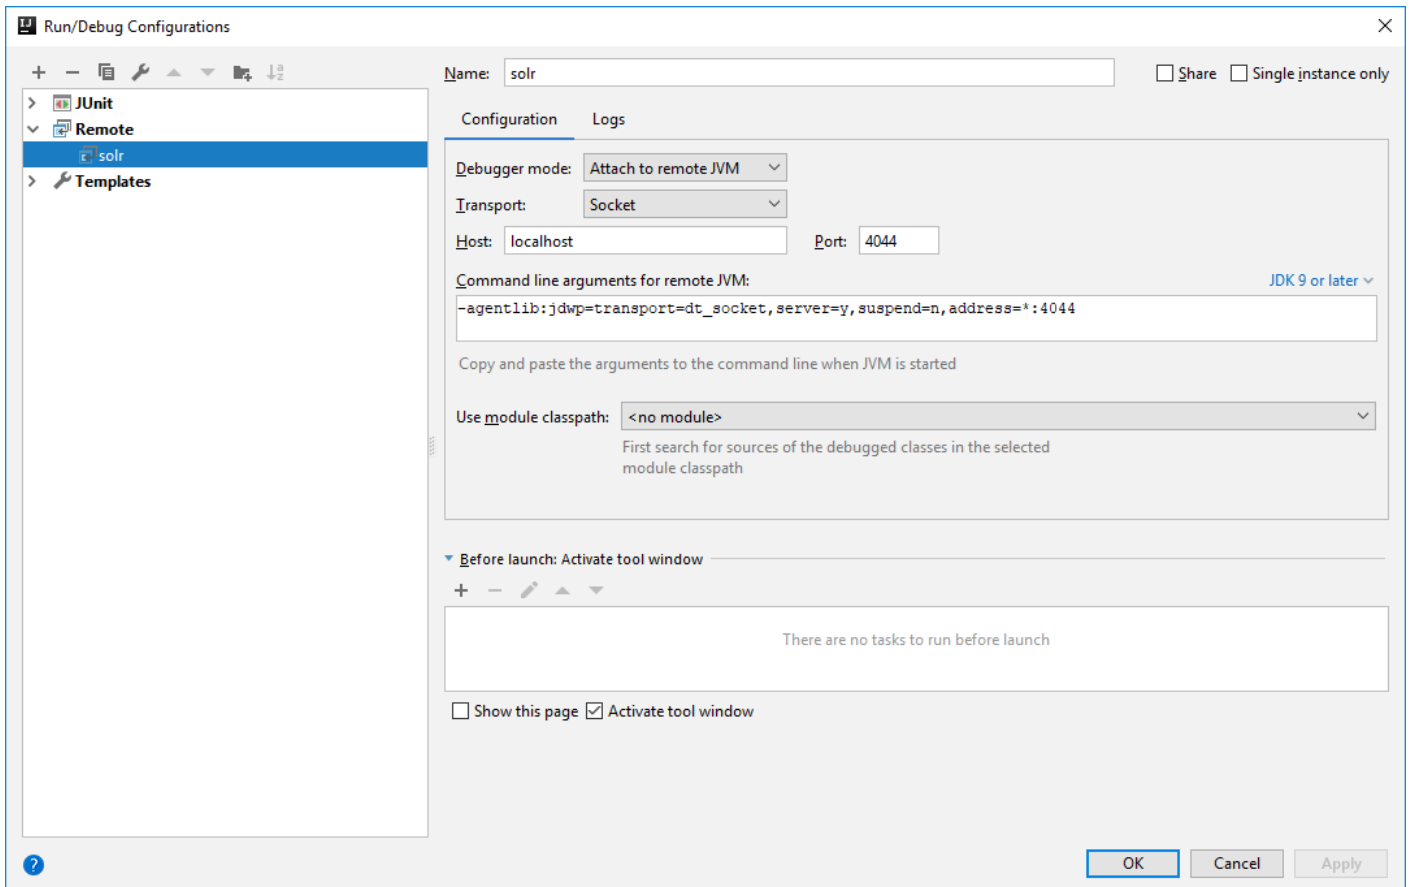 Run/Debug Configurations
JUnit
Remote
solr
Templates
Name: solr
Share Single instance only
Configuration Logs
Debugger mode: Attach to remote JVM
Transport: Socket
Host: localhost Port: 4044
Command line arguments for remote JVM: JDK 9 or later
-agentlib:jdwp=transport=dt_socket,server=y,suspend=n,address=*:4044
Copy and paste the arguments to the command line when JVM is started
Use module classpath: <no module>
First search for sources of the debugged classes in the selected
module classpath
Before launch: Activate tool window
There are no tasks to run before launch
Show this page Activate tool window
OK Cancel Apply